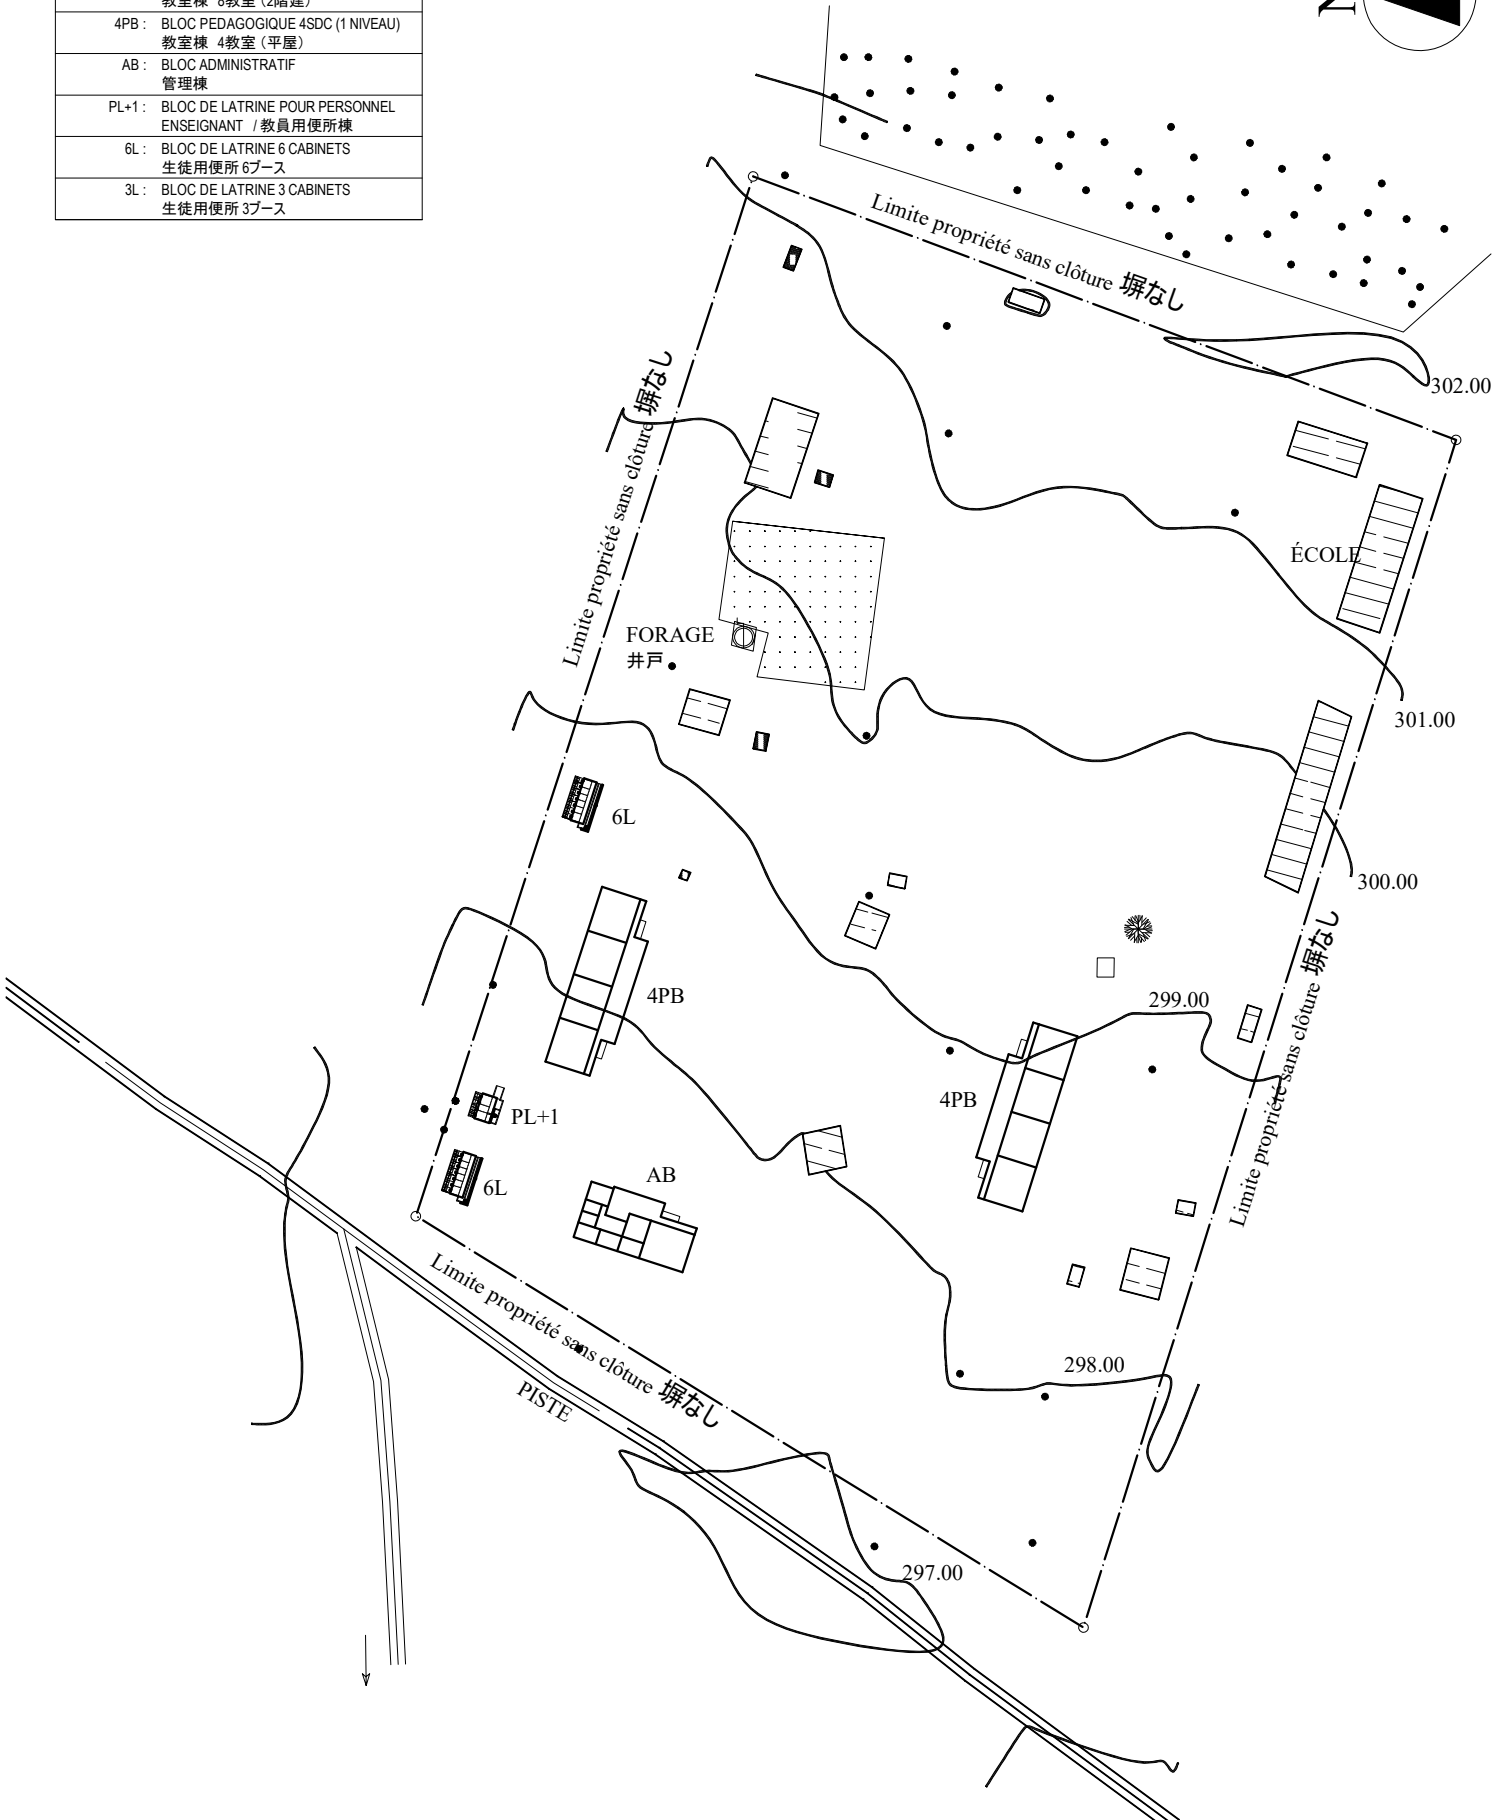 教室棟 8教室 (2階建)
4PB : BLOC PEDAGOGIQUE 4SDC (1 NIVEAU)
教室棟 4教室 (平屋)
AB : BLOC ADMINISTRATIF
管理棟
PL+1 : BLOC DE LATRINE POUR PERSONNEL
ENSEIGNANT / 教員用便所棟
6L : BLOC DE LATRINE 6 CABINETS
生徒用便所 6ブース
3L : BLOC DE LATRINE 3 CABINETS
生徒用便所 3ブース
N
Limite propriété sans clôture 塀なし
302.00
Limite propriété sans clôture 塀なし
ÉCOLE
FORAGE
井戸
301.00
6L
300.00
4PB
299.00
Limite propriété sans clôture 塀なし
4PB
PL+1
AB
6L
Limite propriété sans clôture 塀なし
298.00
PISTE
297.00